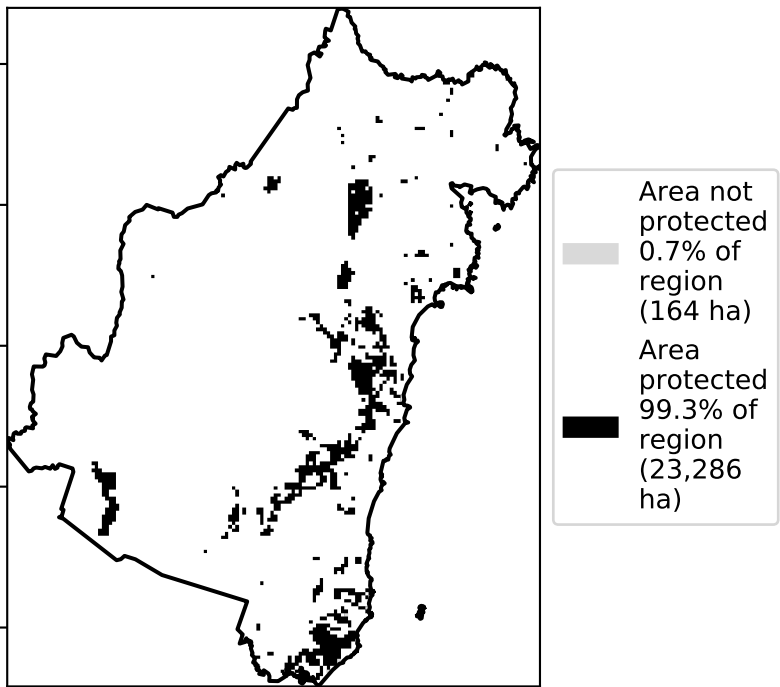 Area not
protected
0.7% of
region
(164 ha)
Area
protected
99.3% of
region
(23,286
ha)